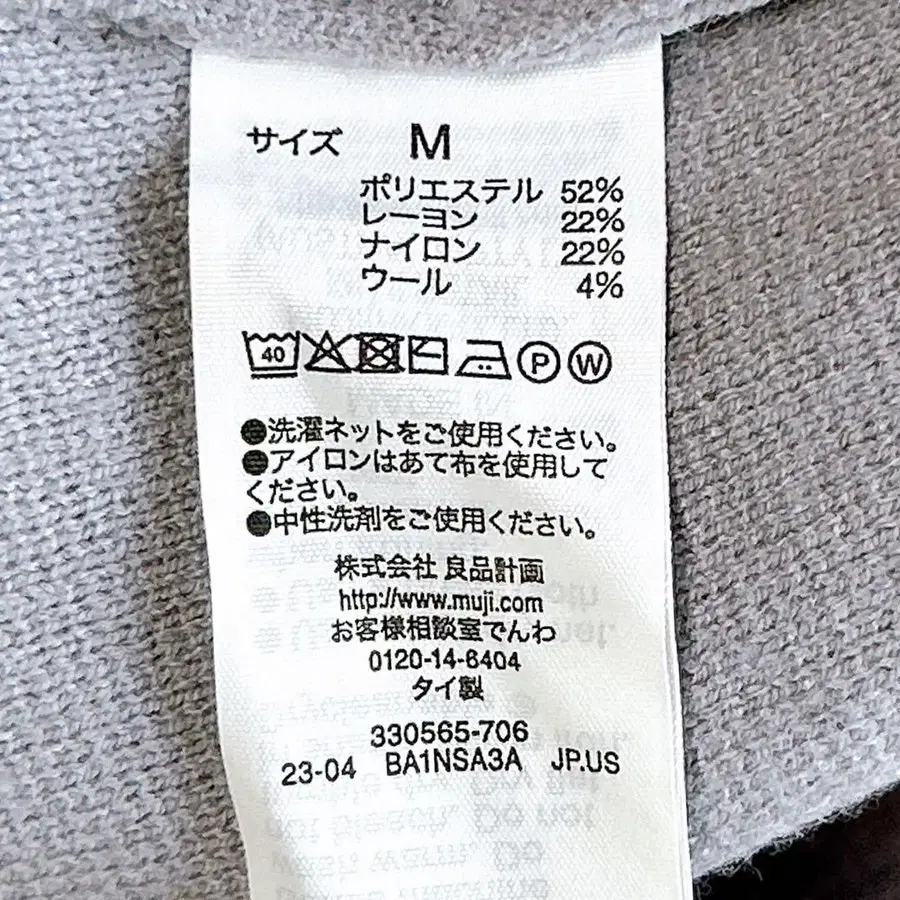 サイズ M
ポリエステル 52%
レーヨン 22%
ナイロン 22%
ウール 4%
40 P W
●洗濯ネットをご使用ください。
●アイロンはあて布を使用して
ください。
●中性洗剤をご使用ください。
株式会社 良品計画
http://www.muji.com
お客様相談室でんわ
0120-14-6404
タイ製
330565-706
23-04 BA1NSA3A JP.US